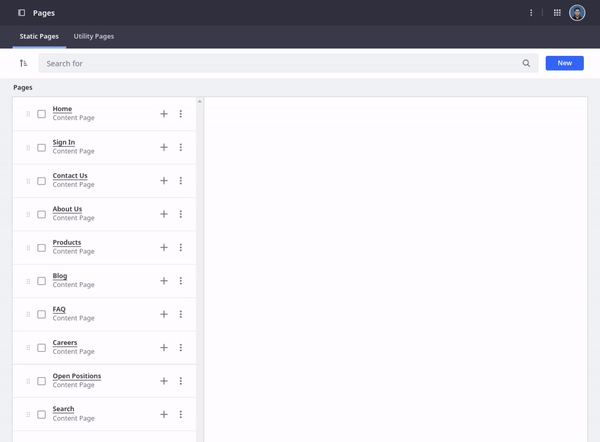 Pages
Static Pages
Utility Pages
Search for
New
Pages
Home
Content Page
Sign In
Content Page
Contact Us
Content Page
About Us
Content Page
Products
Content Page
Blog
Content Page
FAQ
Content Page
Careers
Content Page
Open Positions
Content Page
Search
Content Page